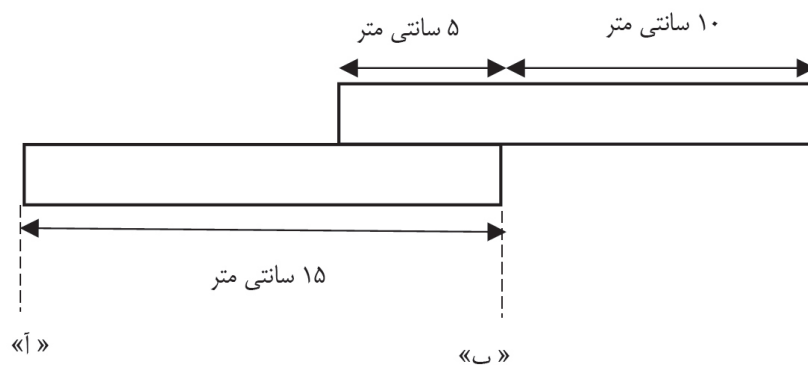 ۱۰ سانتی متر
۵ سانتی متر
۱۵ سانتی متر
« آ»
« ب»